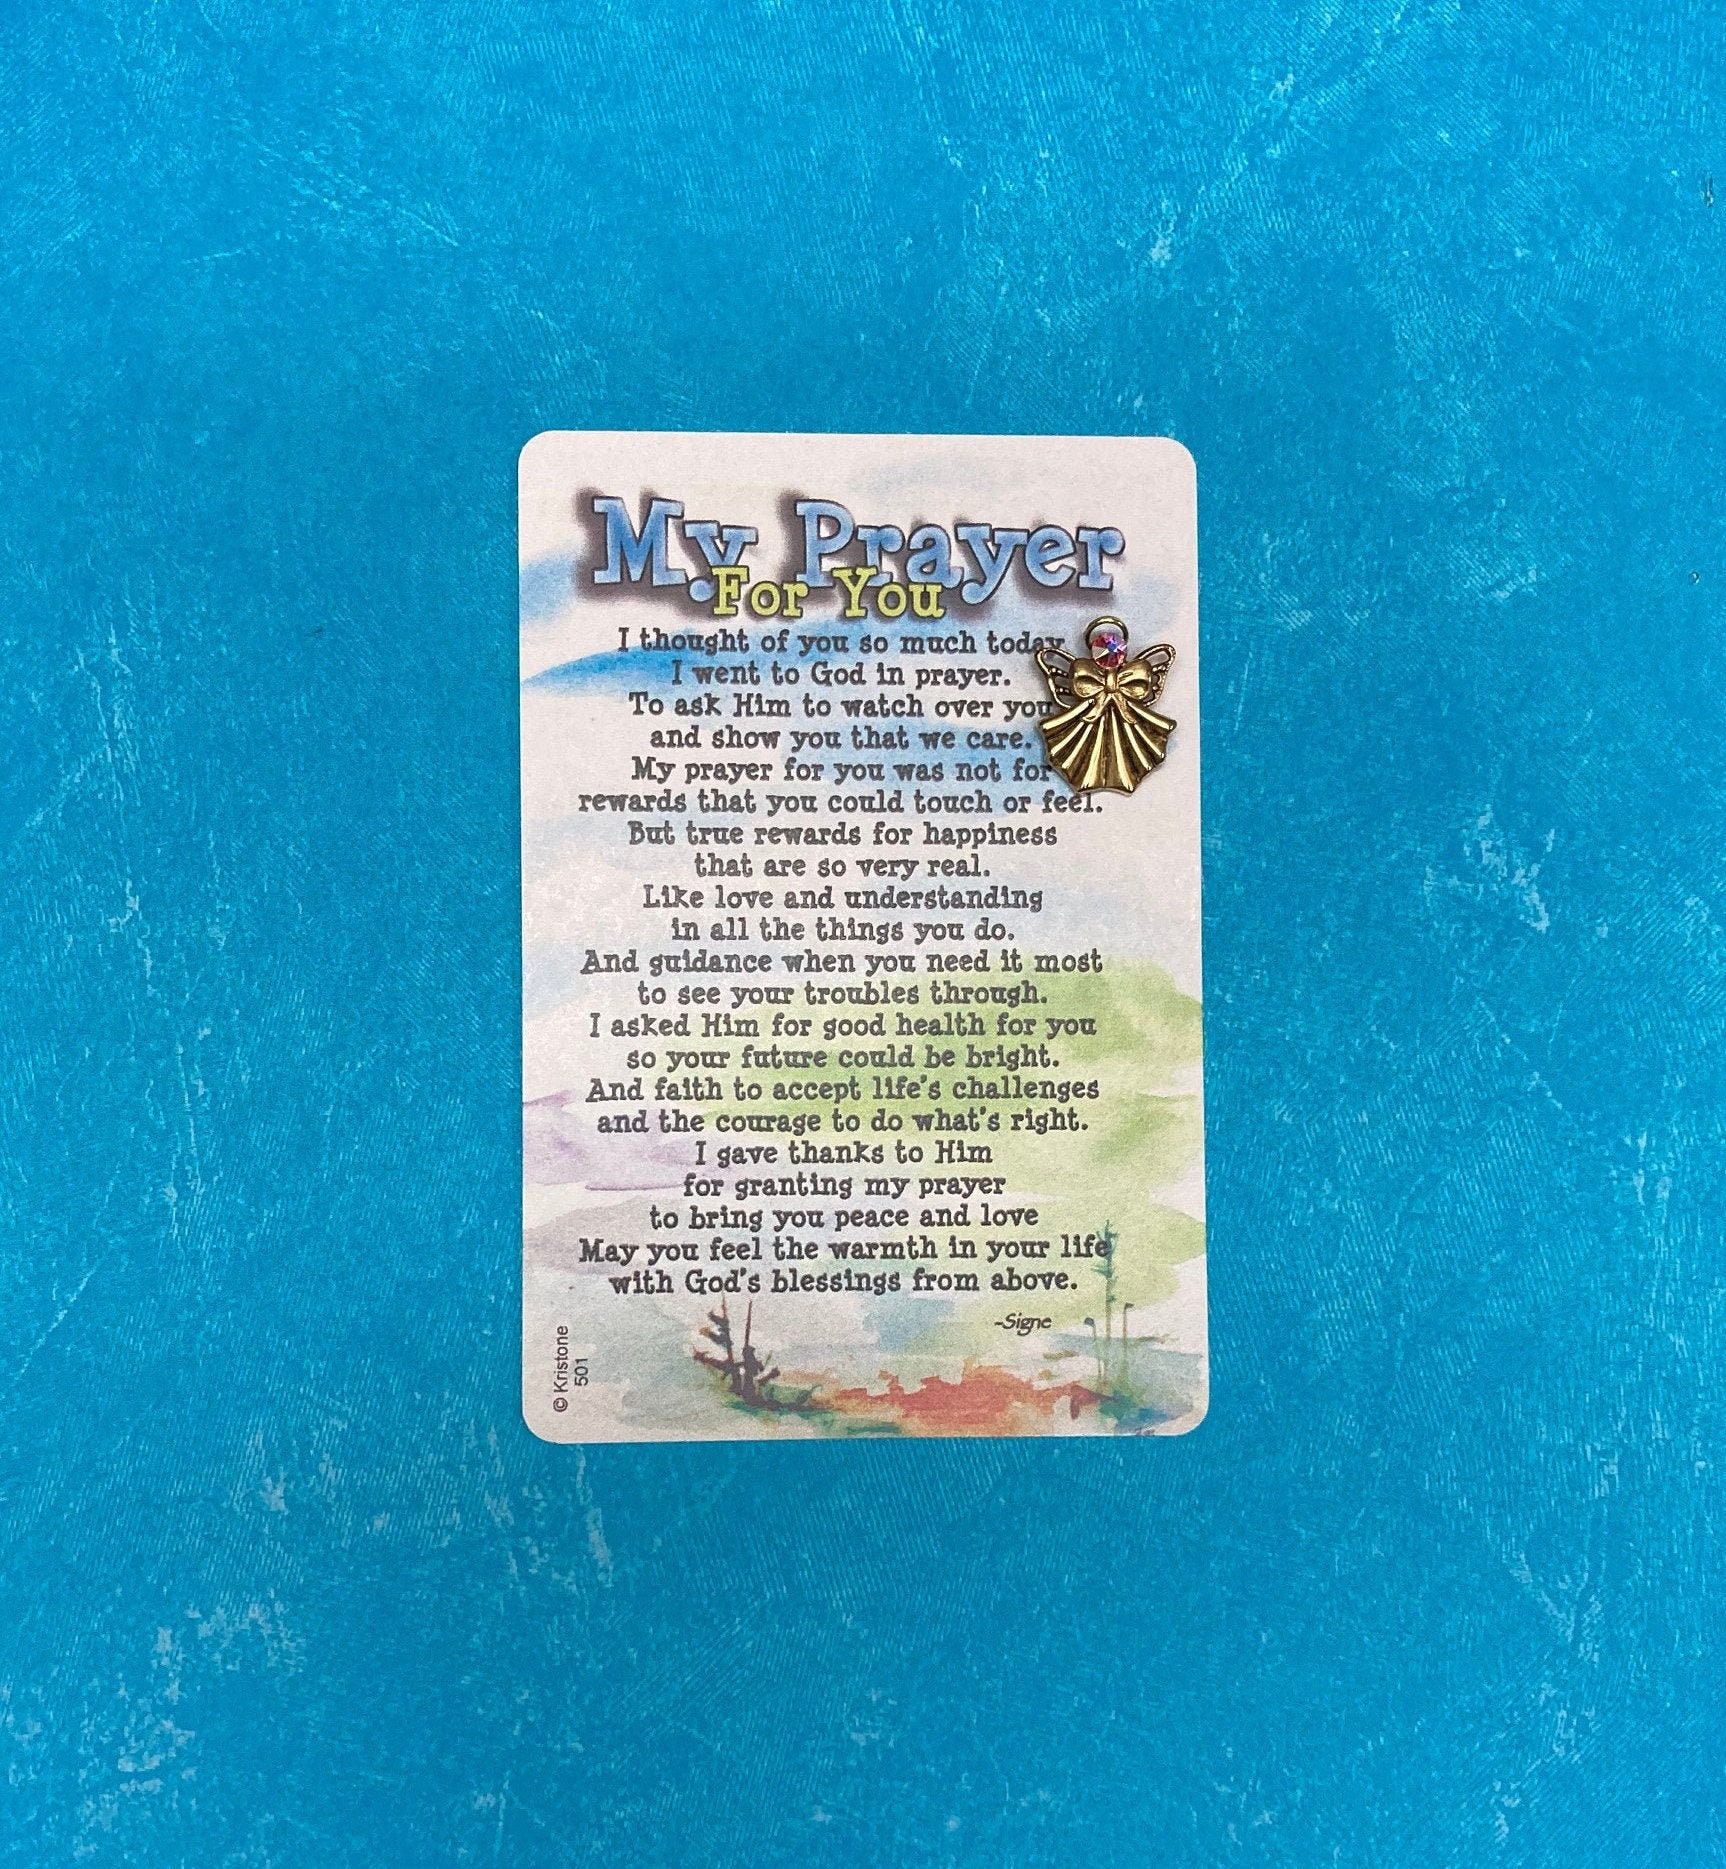 My Prayer
For You
I thought of you so much today
I went to God in prayer.
To ask Him to watch over you
and show you that we care.
My prayer for you was not for
rewards that you could touch or feel.
But true rewards for happiness
that are so very real.
Like love and understanding
in all the things you do.
And guidance when you need it most
to see your troubles through.
I asked Him for good health for you
so your future could be bright.
And faith to accept life's challenges
and the courage to do what's right.
I gave thanks to Him
for granting my prayer
to bring you peace and love
May you feel the warmth in your life
with God's blessings from above.
-Signe
© Kristone
501